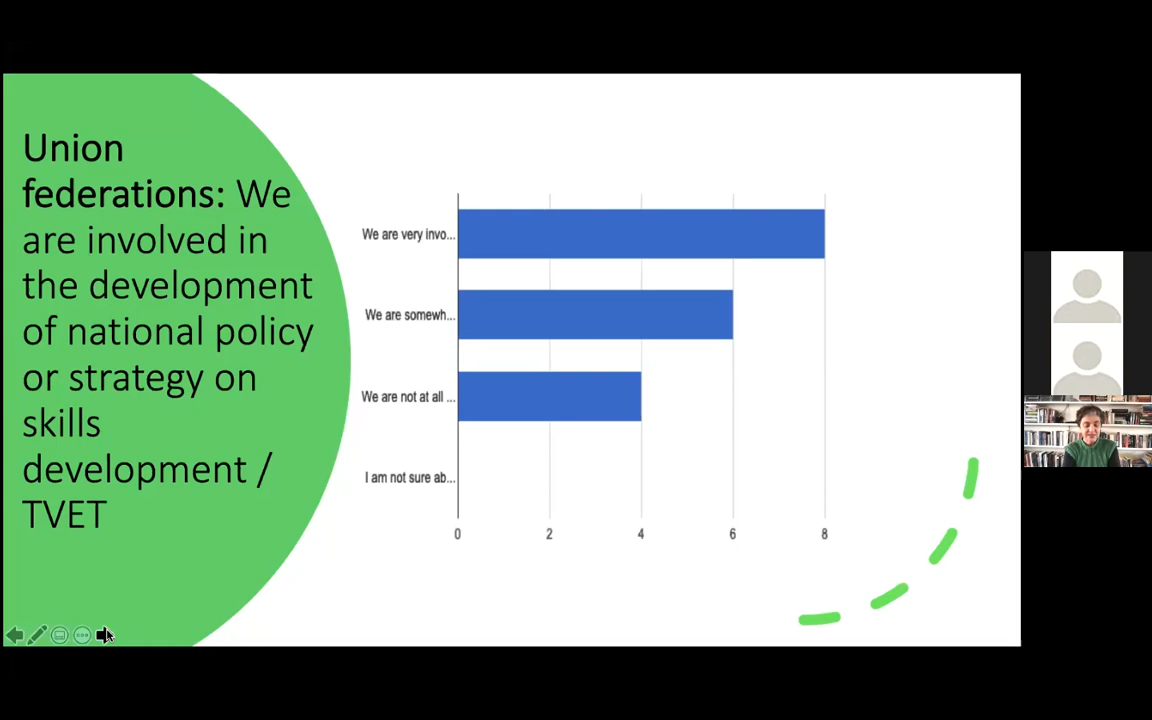 Union
federations: We
are involved in
the development
of national policy
or strategy on
skills
development /
TVET
We are very invo...
We are somewh...
We are not at all ...
I am not sure ab...
0 2 4 6 8